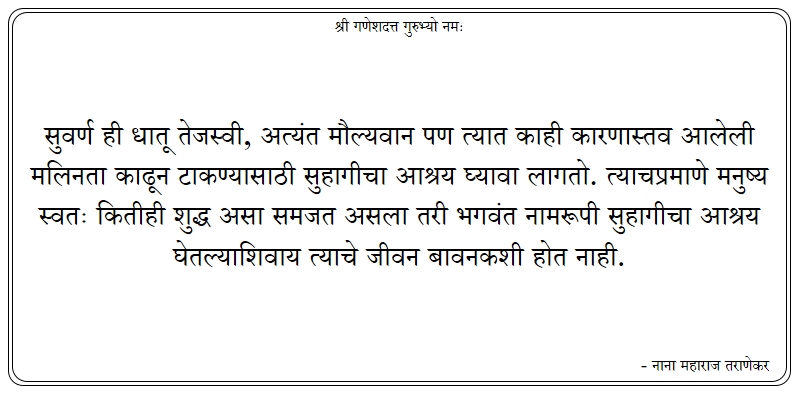 श्री गणेशदत्त गुरुभ्यो नमः
सुवर्ण ही धातू तेजस्वी, अत्यंत मौल्यवान पण त्यात काही कारणास्तव आलेली
मलिनता काढून टाकण्यासाठी सुहागीचा आश्रय घ्यावा लागतो. त्याचप्रमाणे मनुष्य
स्वतः कितीही शुद्ध असा समजत असला तरी भगवंत नामरूपी सुहागीचा आश्रय
घेतल्याशिवाय त्याचे जीवन बावनकशी होत नाही.
- नाना महाराज तराणेकर